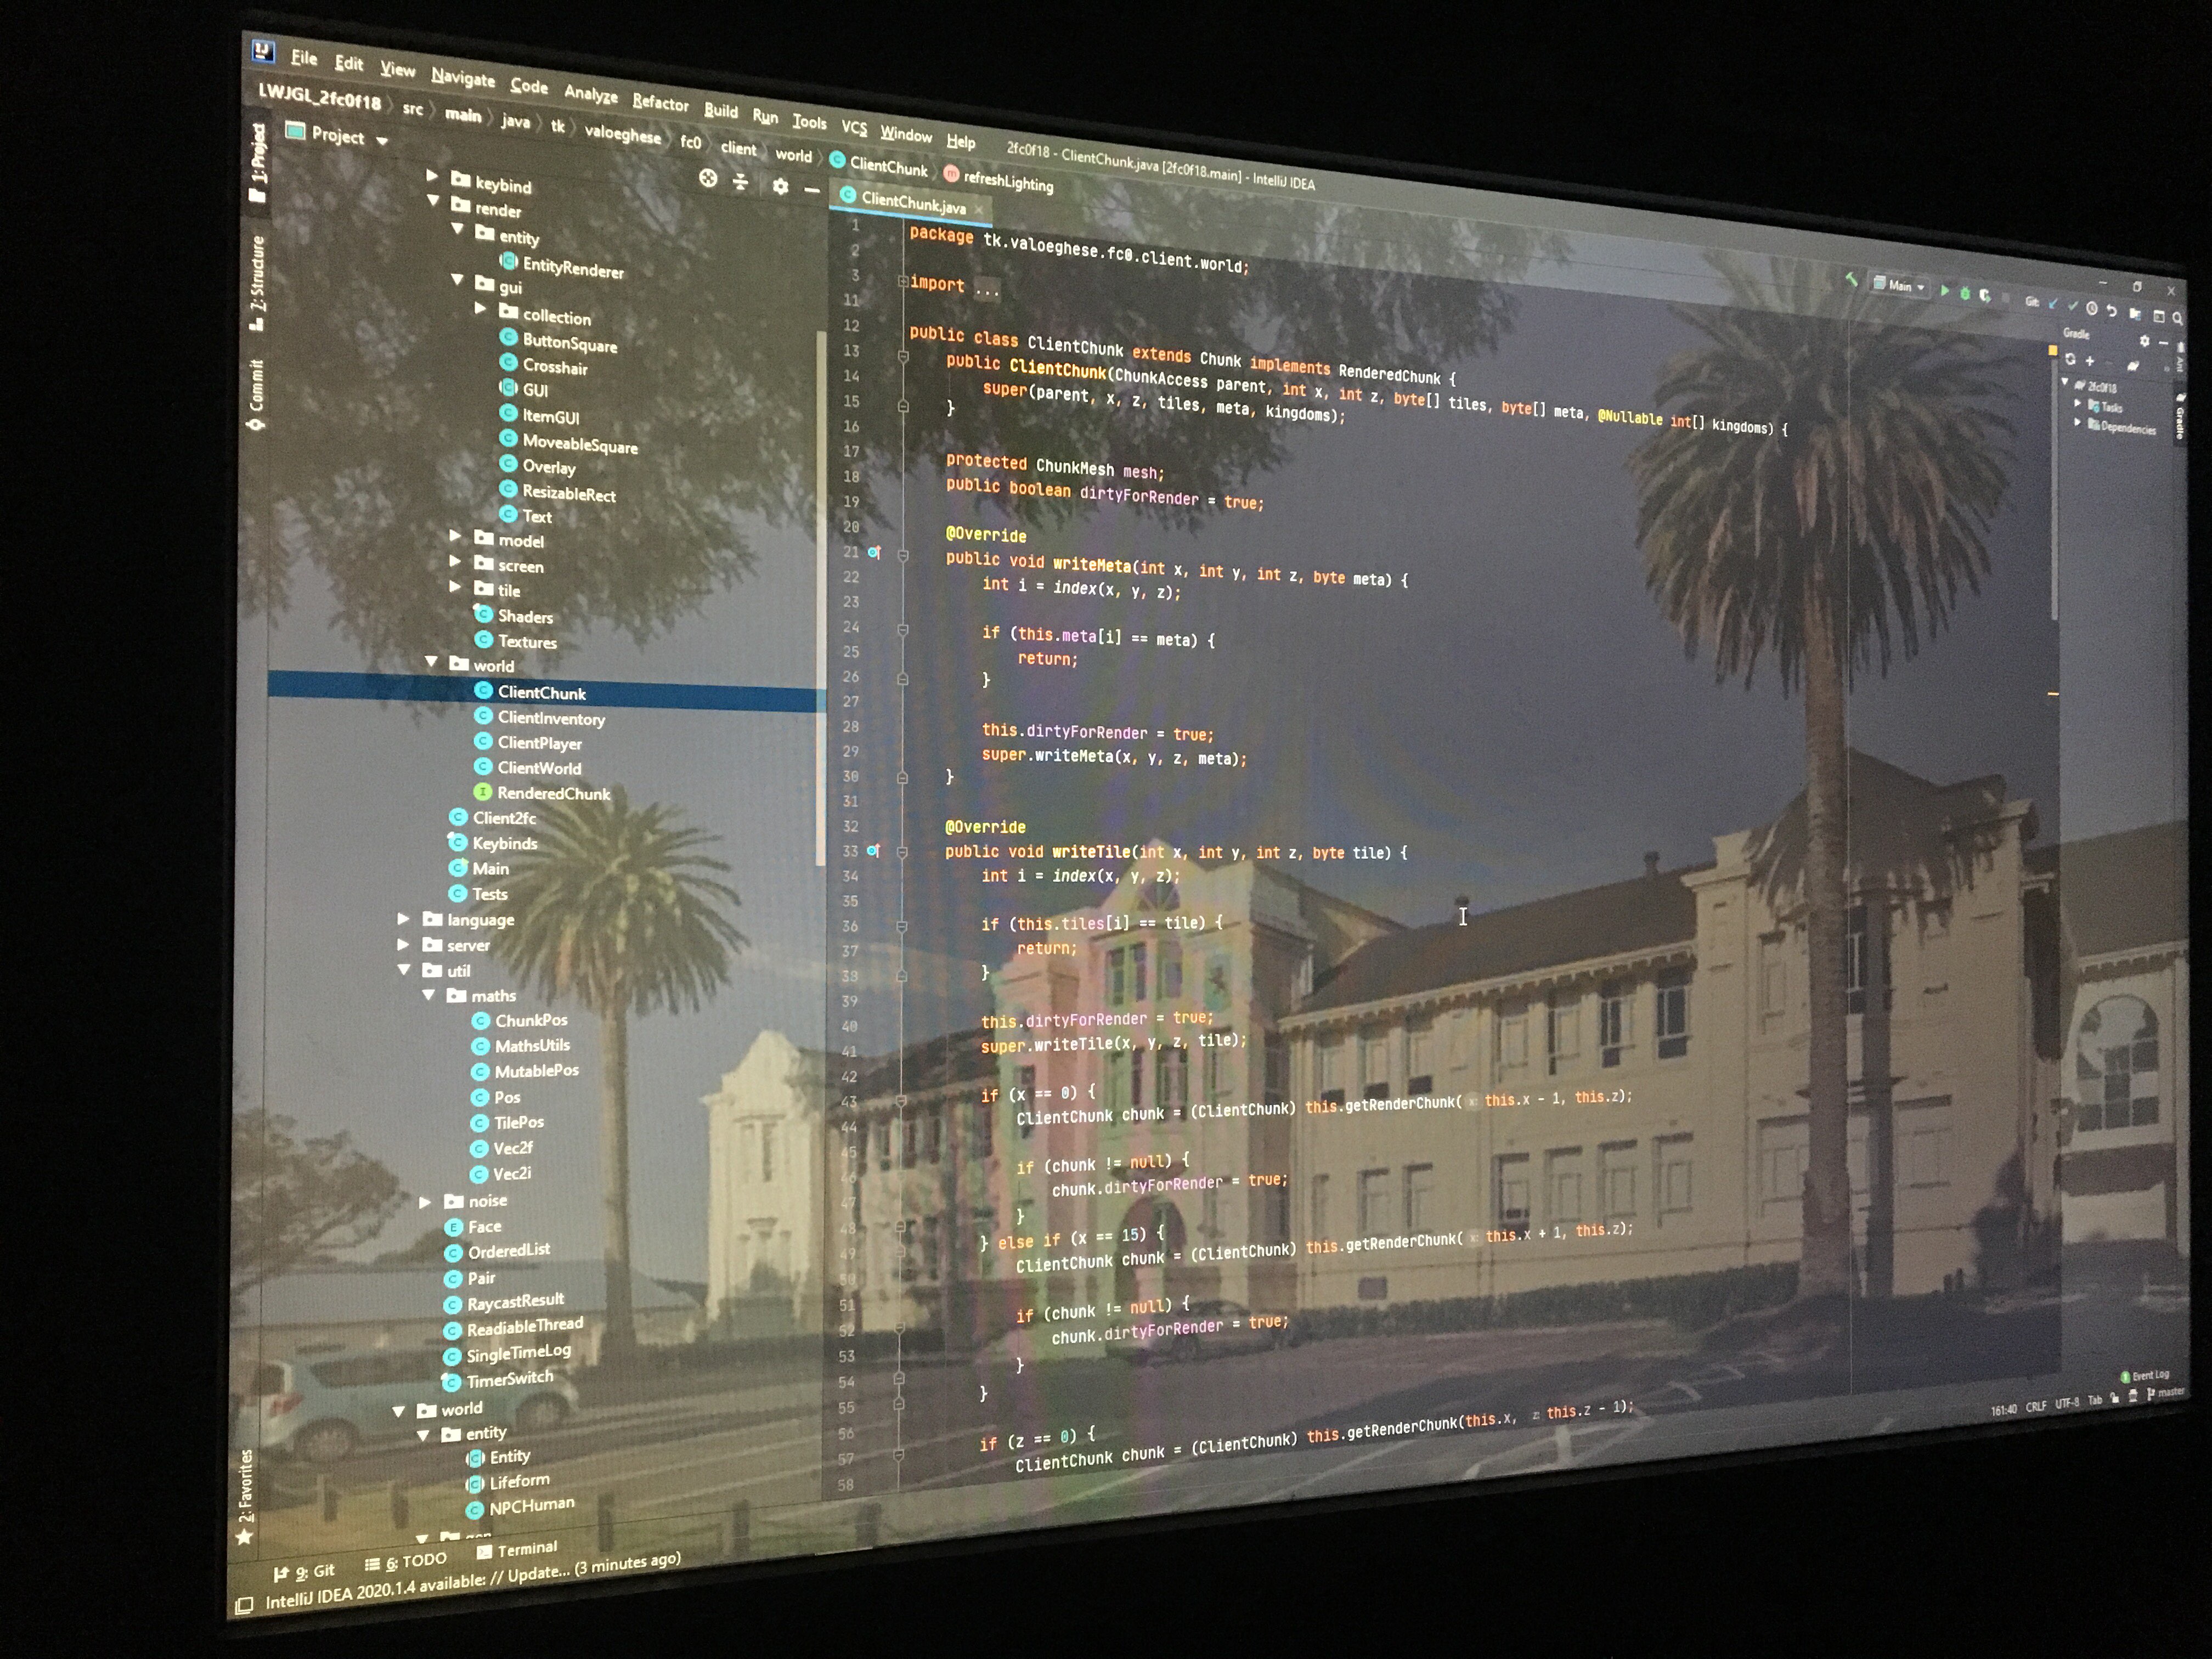 File Edit View Navigate Code Analyze Refactor Build Run Tools VCS Window Help 2fc0f18 - ClientChunk.java [2fc0f18.main] - IntelliJ IDEA
LWJGL_2fc0f18 src main java tk valoeghese fc0 client world ClientChunk refreshLighting
Main Git:
1: Project
7: Structure
Commit
2: Favorites
Project
keybind
render
entity
EntityRenderer
gui
collection
ButtonSquare
Crosshair
GUI
ItemGUI
MoveableSquare
Overlay
ResizableRect
Text
model
screen
tile
Shaders
Textures
world
ClientChunk
ClientInventory
ClientPlayer
ClientWorld
RenderedChunk
Client2fc
Keybinds
Main
Tests
language
server
util
maths
ChunkPos
MathsUtils
MutablePos
Pos
TilePos
Vec2f
Vec2i
noise
Face
OrderedList
Pair
RaycastResult
ReadiableThread
SingleTimeLog
TimerSwitch
world
entity
Entity
Lifeform
NPCHuman
ClientChunk.java
1 package tk.valoeghese.fc0.client.world;
2
3 import ...
11
12 public class ClientChunk extends Chunk implements RenderedChunk {
13 public ClientChunk(ChunkAccess parent, int x, int z, byte[] tiles, byte[] meta, @Nullable int[] kingdoms) {
14 super(parent, x, z, tiles, meta, kingdoms);
15 }
16
17 protected ChunkMesh mesh;
18 public boolean dirtyForRender = true;
19
20 @Override
21 public void writeMeta(int x, int y, int z, byte meta) {
22 int i = index(x, y, z);
23
24 if (this.meta[i] == meta) {
25 return;
26 }
27
28 this.dirtyForRender = true;
29 super.writeMeta(x, y, z, meta);
30 }
31
32 @Override
33 public void writeTile(int x, int y, int z, byte tile) {
34 int i = index(x, y, z);
35
36 if (this.tiles[i] == tile) {
37 return;
38 }
39
40 this.dirtyForRender = true;
41 super.writeTile(x, y, z, tile);
42
43 if (x == 0) {
44 ClientChunk chunk = (ClientChunk) this.getRenderChunk( x: this.x - 1, this.z);
45
46 if (chunk != null) {
47 chunk.dirtyForRender = true;
48 }
49 } else if (x == 15) {
50 ClientChunk chunk = (ClientChunk) this.getRenderChunk( x: this.x + 1, this.z);
51
52 if (chunk != null) {
53 chunk.dirtyForRender = true;
54 }
55 }
56
57 if (z == 0) {
58 ClientChunk chunk = (ClientChunk) this.getRenderChunk(this.x, z: this.z - 1);
Gradle
2fc0f18
Tasks
Dependencies
Ant
Gradle
9: Git 6: TODO Terminal
Event Log
IntelliJ IDEA 2020.1.4 available: // Update... (3 minutes ago)
161:40 CRLF UTF-8 Tab master